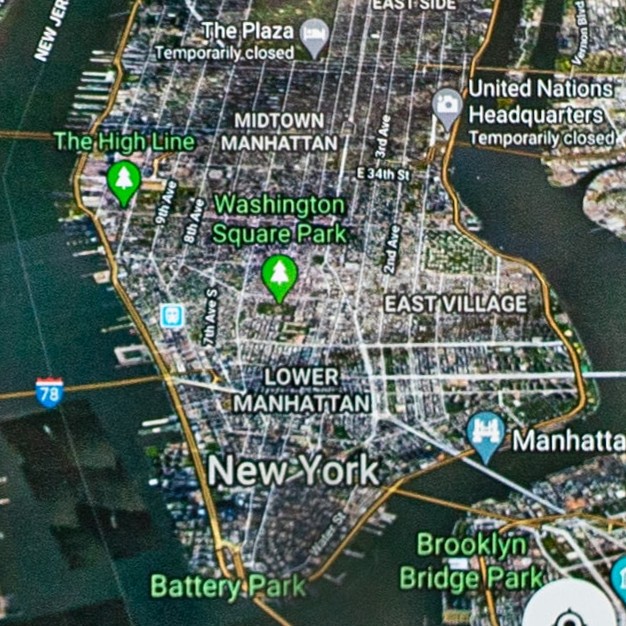 EAST SIDE
NEW JER
The Plaza
Temporarily closed
Vernon Blvd
United Nations
Headquarters
Temporarily closed
MIDTOWN
MANHATTAN
3rd Ave
The High Line
E 34th St
9th Ave
8th Ave
Washington
Square Park
2nd Ave
7th Ave S
EAST VILLAGE
LOWER
MANHATTAN
78
Manhatta
New York
Water St
Brooklyn
Bridge Park
Battery Park